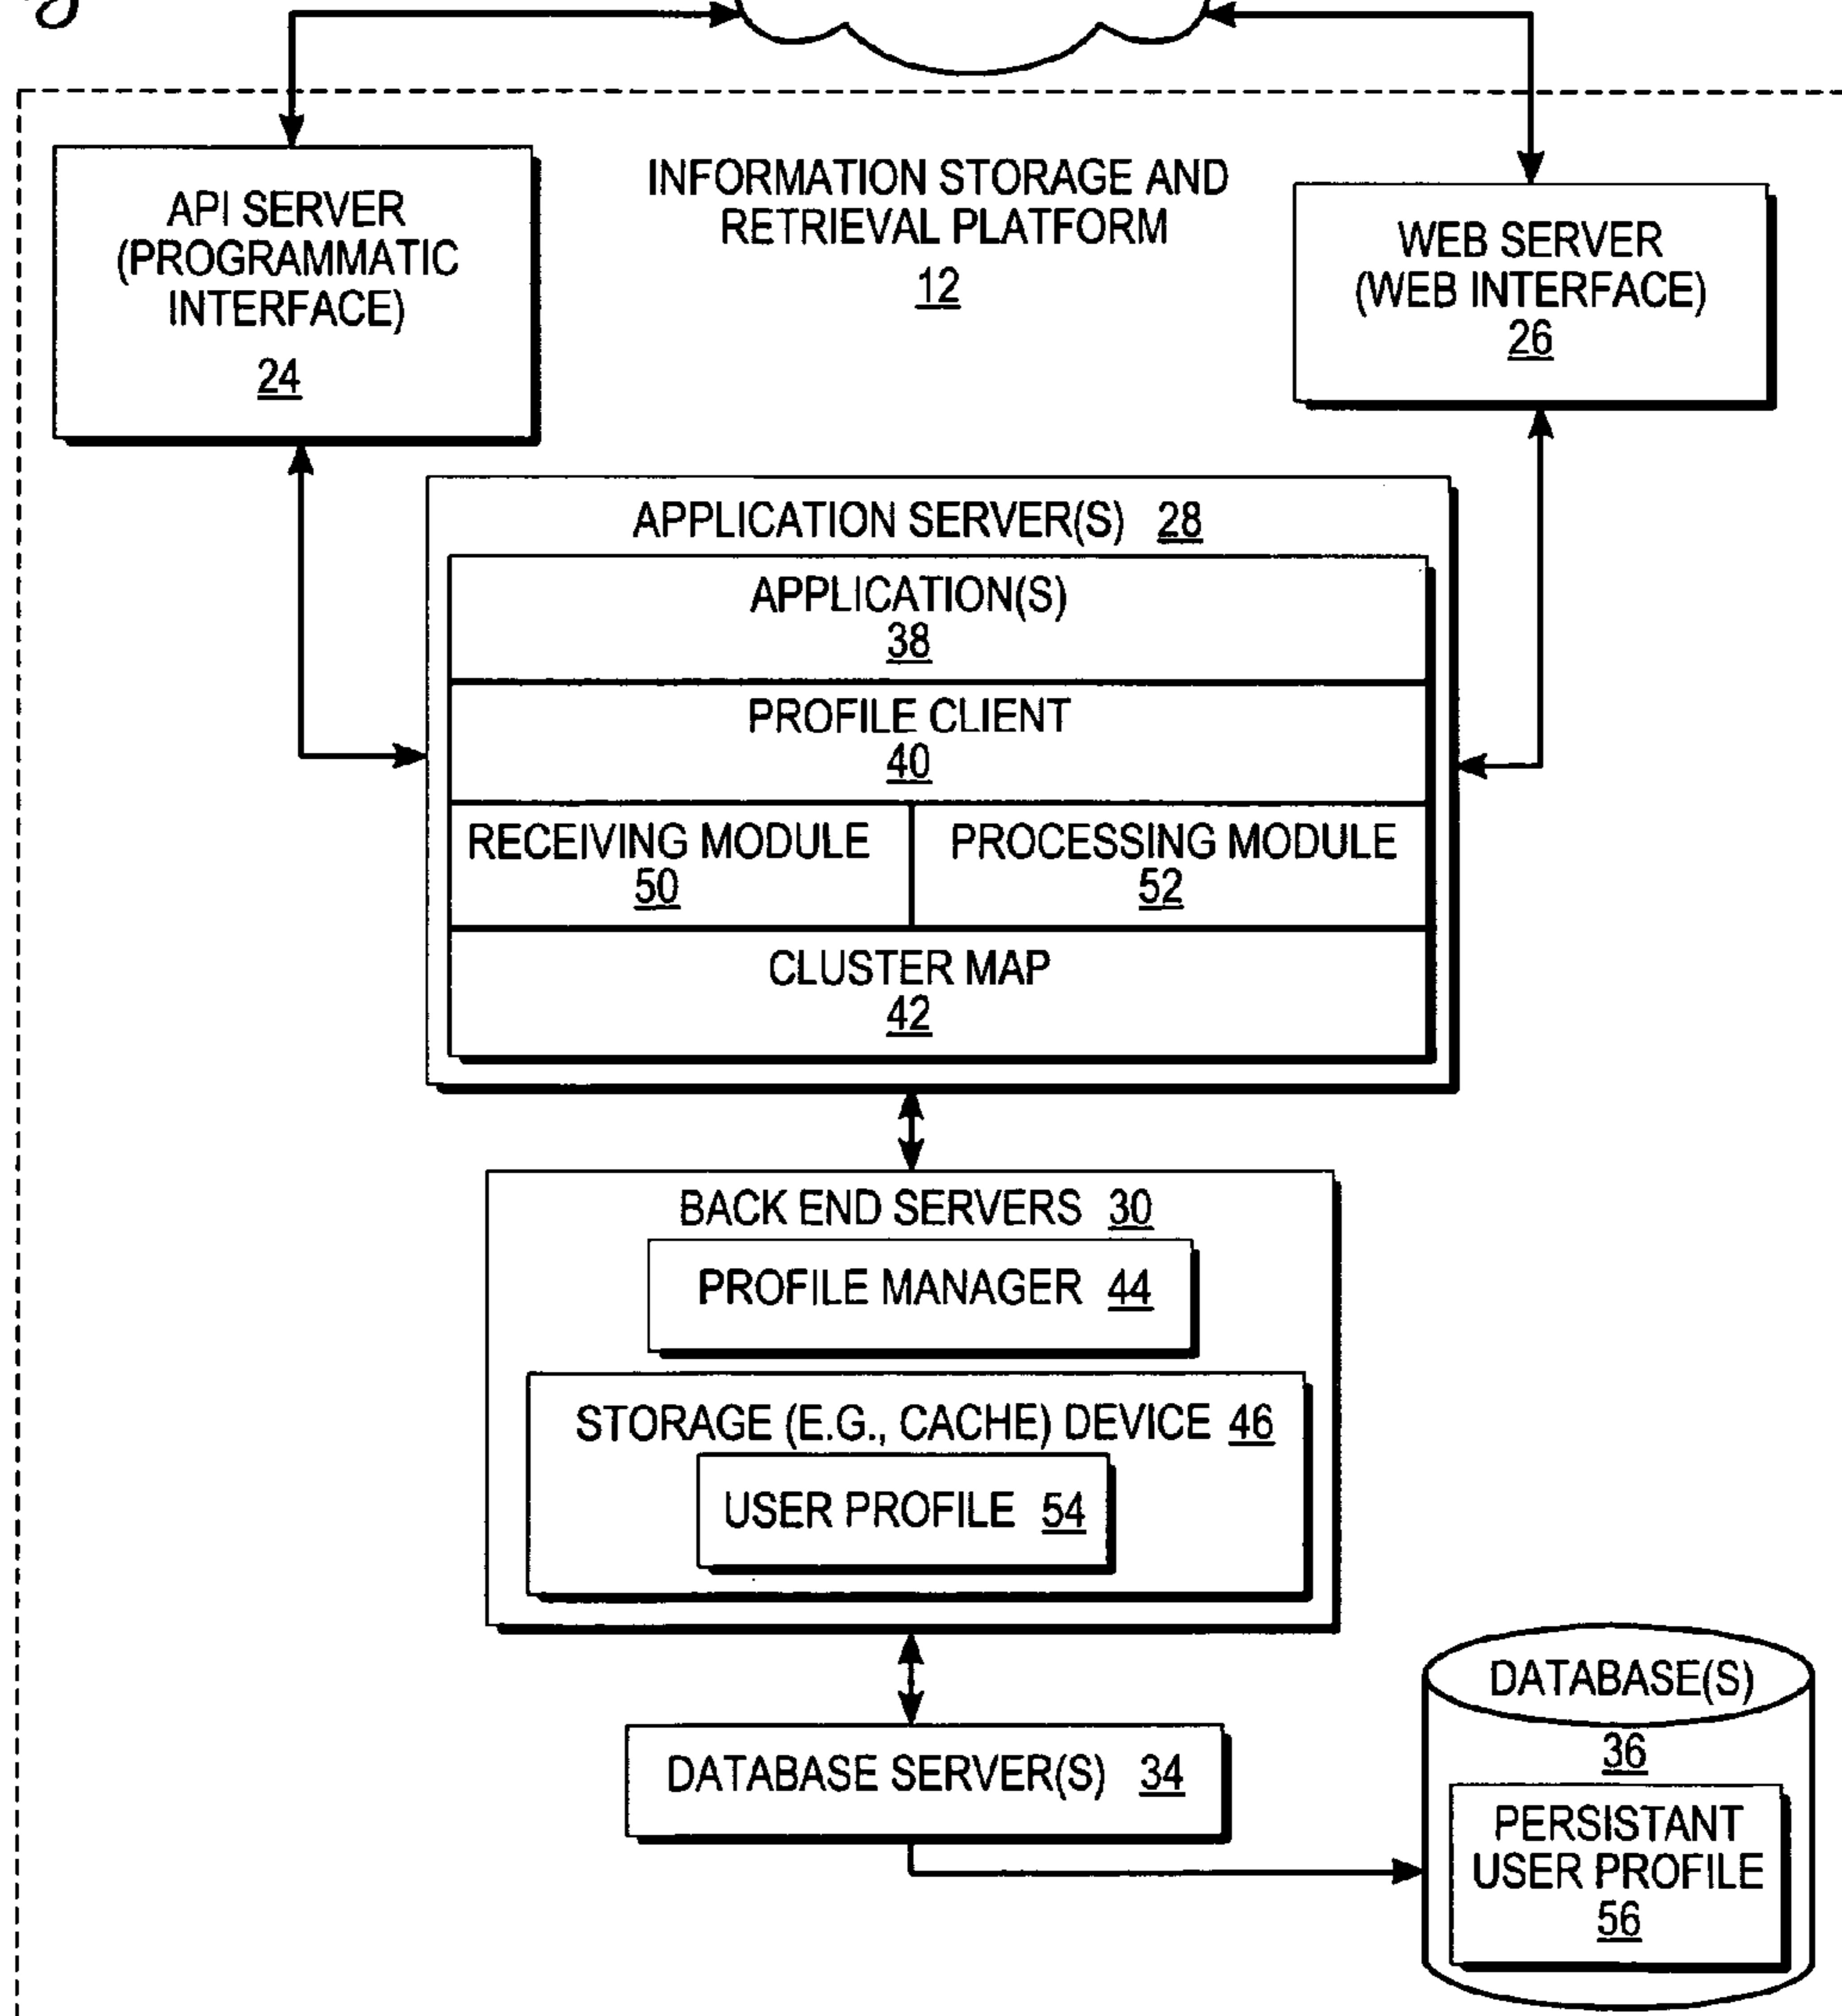 INFORMATION STORAGE AND
RETRIEVAL PLATFORM
12
API SERVER
(PROGRAMMATIC
INTERFACE)
24
WEB SERVER
(WEB INTERFACE)
26
APPLICATION SERVER(S) 28
APPLICATION(S)
38
PROFILE CLIENT
40
RECEIVING MODULE
50
PROCESSING MODULE
52
CLUSTER MAP
42
BACK END SERVERS 30
PROFILE MANAGER 44
STORAGE (E.G., CACHE) DEVICE 46
USER PROFILE 54
DATABASE SERVER(S) 34
DATABASE(S)
36
PERSISTANT
USER PROFILE
56